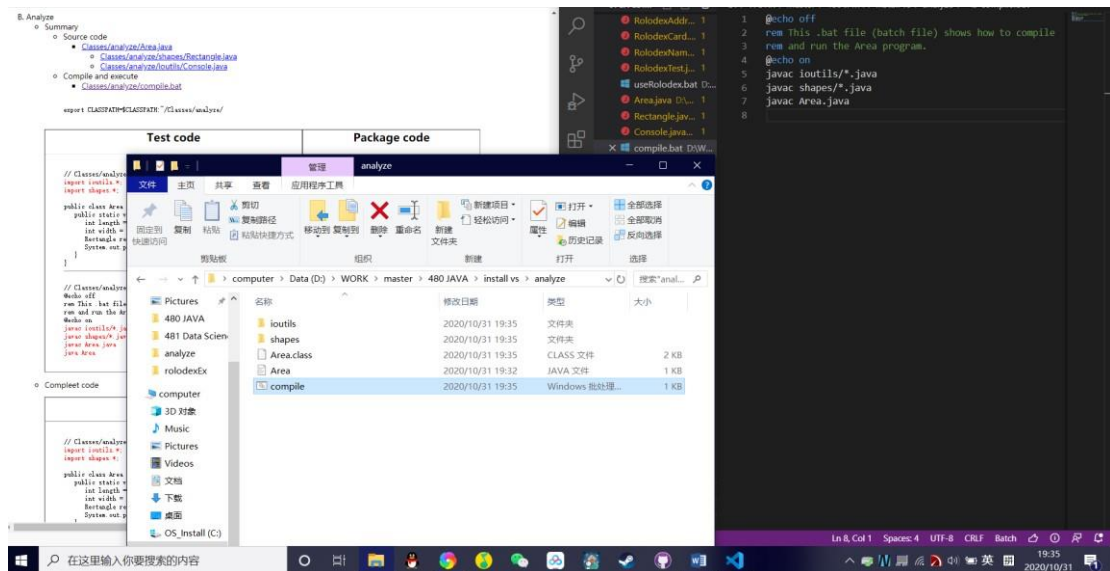 B. Analyze
Summary
Source code
Classes/analyze/Area.java
Classes/analyze/shapes/Rectangle.java
Classes/analyze/ioutils/Console.java
Compile and execute
Classes/analyze/compile.bat
export CLASSPATH=$CLASSPATH:~/Classes/analyze/
Test code
Package code
// Classes/analyze
import ioutils *;
import shapes *;
public class Area
public static v
int length =
int width =
Rectangle re
System.out.p
}
}
// Classes/analyze
@echo off
rem This .bat file
rem and run the Ar
@echo on
javac ioutils/*.ja
javac shapes/*.jav
javac Area.java
java Area
Compleet code
// Classes/analyze
import ioutils *;
import shapes *;
public class Area
public static v
int length =
int width =
Rectangle re
System.out.p
管理
analyze
文件
主页
共享
查看
应用程序工具
固定到快速访问
复制
粘贴
剪切
复制路径
粘贴快捷方式
移动到
复制到
删除
重命名
新建文件夹
新建项目
轻松访问
属性
打开
编辑
历史记录
全部选择
全部取消
反向选择
剪贴板
组织
新建
打开
选择
computer > Data (D:) > WORK > master > 480 JAVA > install vs > analyze
搜索"anal...
名称
修改日期
类型
大小
ioutils 2020/10/31 19:35 文件夹
shapes 2020/10/31 19:35 文件夹
Area.class 2020/10/31 19:35 CLASS 文件 2 KB
Area 2020/10/31 19:32 JAVA 文件 1 KB
compile 2020/10/31 19:35 Windows 批处理... 1 KB
Pictures
480 JAVA
481 Data Scien
analyze
rolodexEx
computer
3D 对象
Music
Pictures
Videos
文档
下载
桌面
OS_Install (C:)
RolodexAddr... 1
RolodexCard.... 1
RolodexNam... 1
RolodexTest.j... 1
useRolodex.bat D:...
Area.java D:\... 1
Rectangle.jav... 1
Console.java... 1
compile.bat D:\W...
1 @echo off
2 rem This .bat file (batch file) shows how to compile
3 rem and run the Area program.
4 @echo on
5 javac ioutils/*.java
6 javac shapes/*.java
7 javac Area.java
8
Ln 8, Col 1 Spaces: 4 UTF-8 CRLF Batch
在这里输入你要搜索的内容
英
19:35
2020/10/31